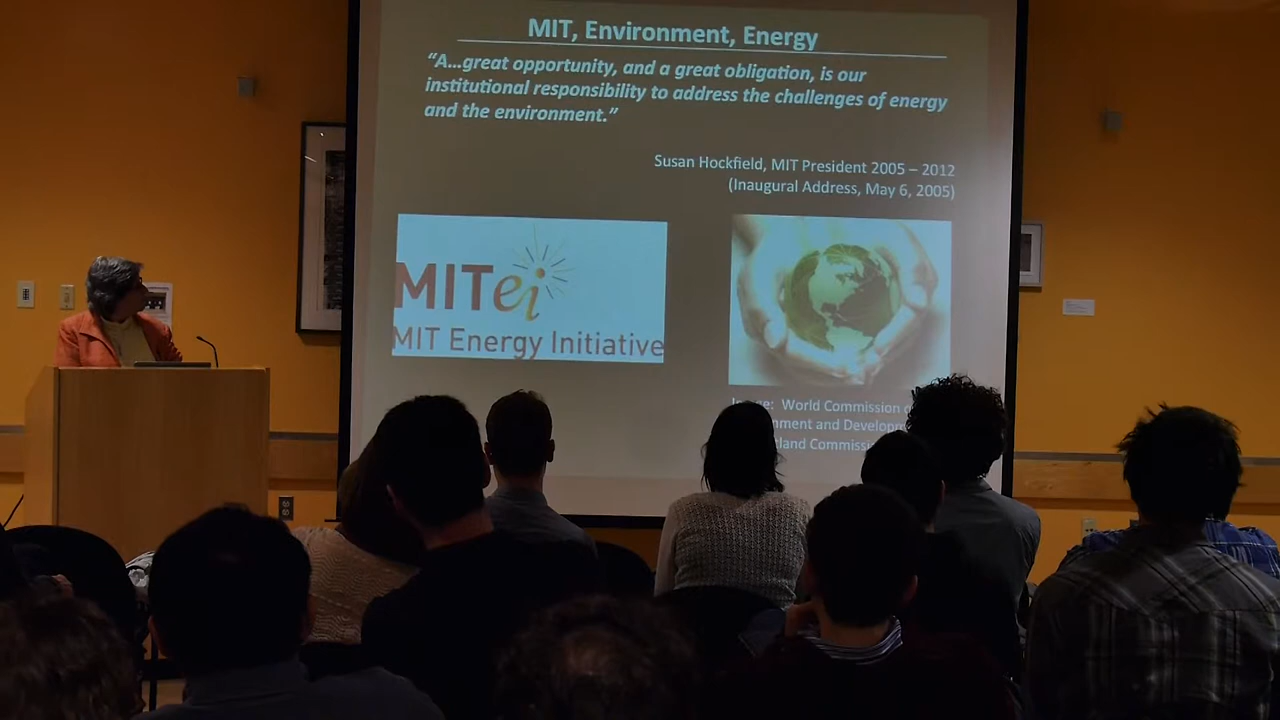 MIT, Environment, Energy
“A...great opportunity, and a great obligation, is our
institutional responsibility to address the challenges of energy
and the environment.”
Susan Hockfield, MIT President 2005 – 2012
(Inaugural Address, May 6, 2005)
MITei
MIT Energy Initiative
World Commission
and